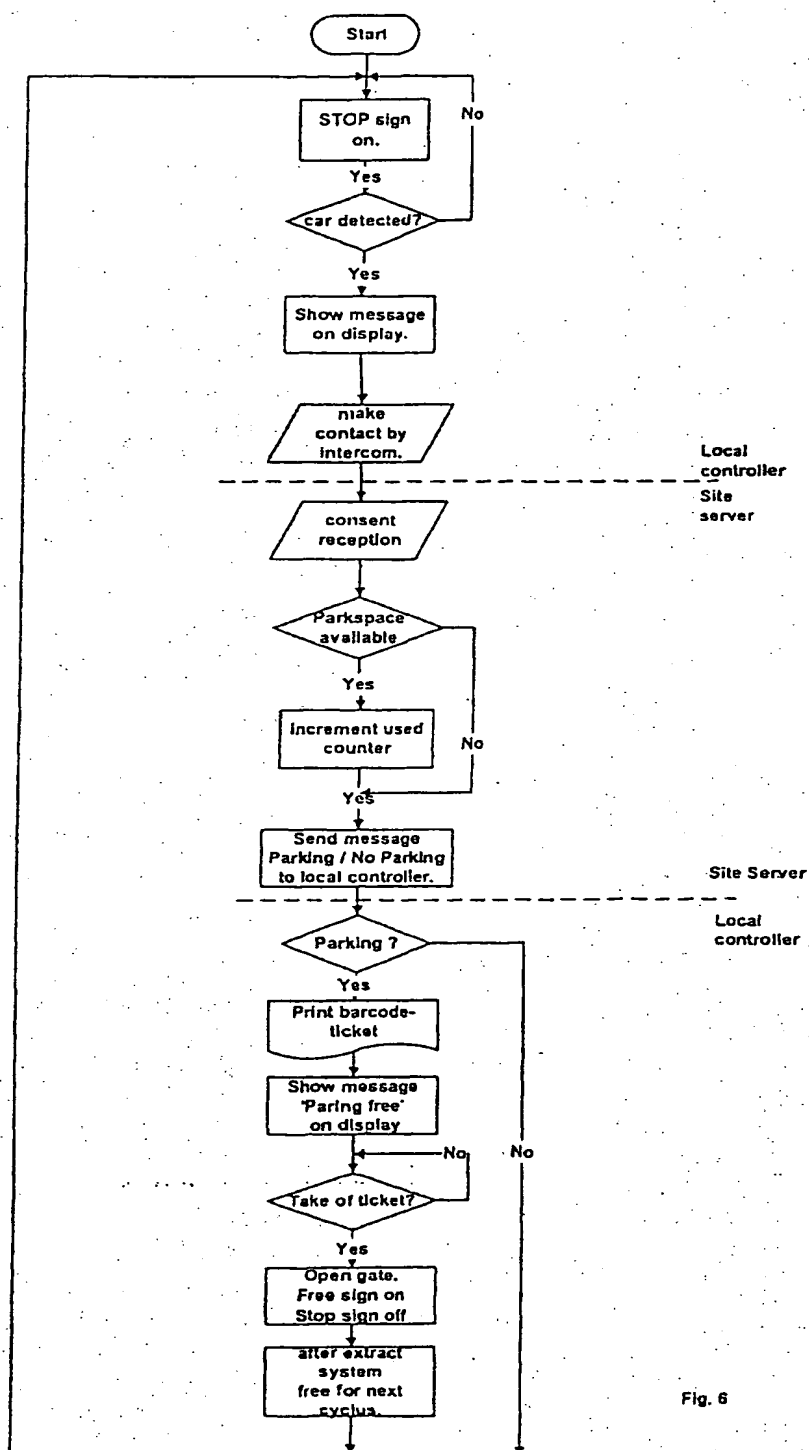 Start
No
STOP sign
on.
Yes
car detected?
Yes
Show message
on display.
make
contact by
intercom.
Local
controller
Site
server
consent
reception
Parkspace
available
Yes
Increment used
counter
No
Yes
Send message
Parking / No Parking
to local controller.
Site Server
Local
controller
Parking ?
Yes
Print barcode-
ticket
Show message
"Paring free"
on display
No
No
Take of ticket?
Yes
Open gate.
Free sign on
Stop sign off
after extract
system
free for next
cyclus.
Fig. 6